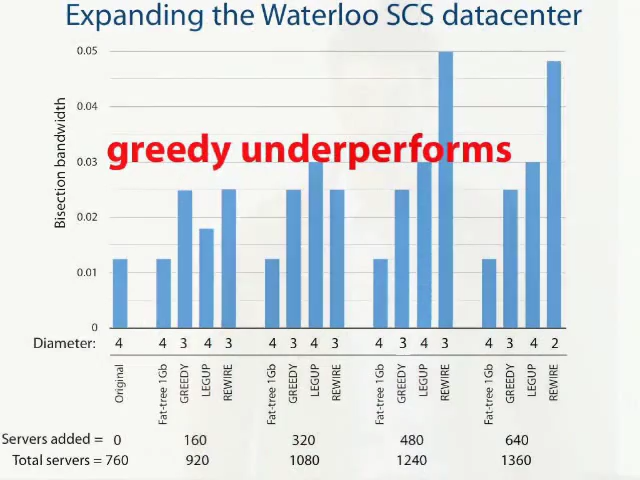 Expanding the Waterloo SCS datacenter
0.05
0.04
greedy underperforms
0.03
0.02
0.01
0
Bisection bandwidth
Diameter: 4 4 3 4 3 4 3 4 3 4 3 4 3 4 3 4 2
Original Fat-tree 1Gb GREEDY LEGUP REWIRE Fat-tree 1Gb GREEDY LEGUP REWIRE Fat-tree 1Gb GREEDY LEGUP REWIRE Fat-tree 1Gb GREEDY LEGUP REWIRE
Servers added = 0 160 320 480 640
Total servers = 760 920 1080 1240 1360